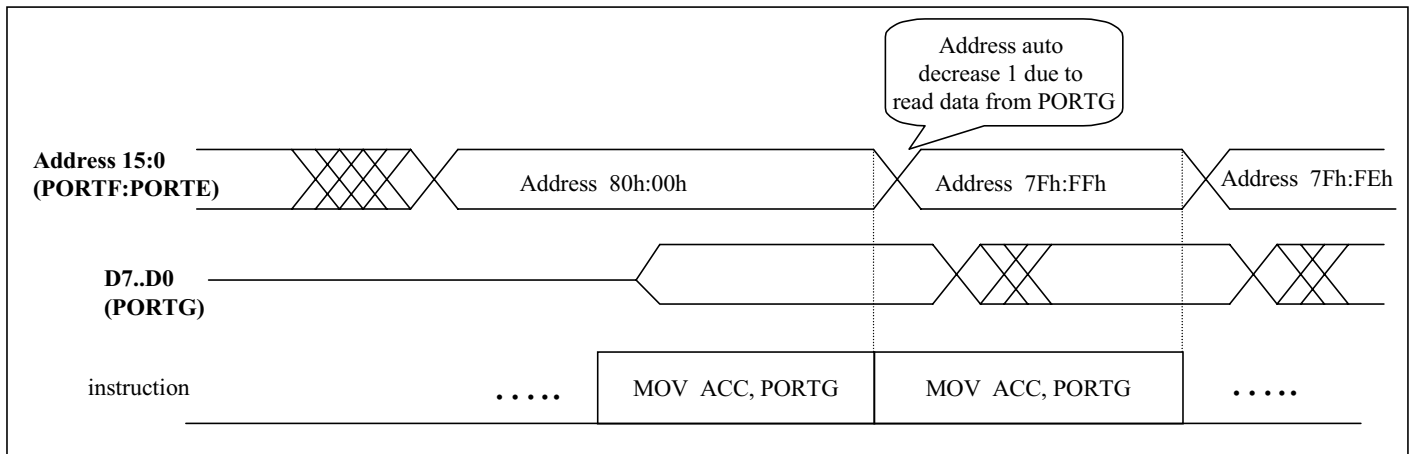 Address auto
decrease 1 due to
read data from PORTG
Address 15:0
(PORTF:PORTE)
Address 80h:00h
Address 7Fh:FFh
Address 7Fh:FEh
D7..D0
(PORTG)
instruction
.....
MOV ACC, PORTG
MOV ACC, PORTG
.....